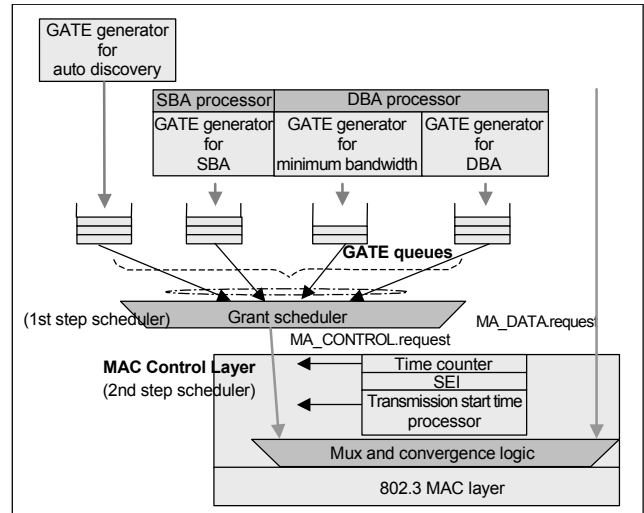 GATE generator
for
auto discovery
SBA processor
DBA processor
GATE generator
for
SBA
GATE generator
for
minimum bandwidth
GATE generator
for
DBA
GATE queues
(1st step scheduler)
Grant scheduler
MA_DATA.request
MA_CONTROL.request
MAC Control Layer
(2nd step scheduler)
Time counter
SEI
Transmission start time
processor
Mux and convergence logic
802.3 MAC layer